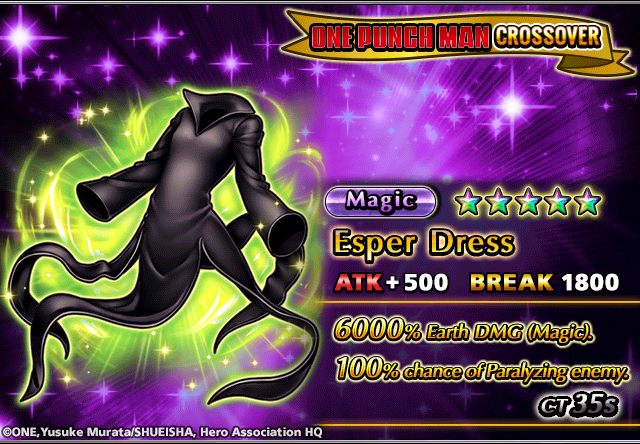 ONE PUNCH MAN CROSSOVER
Magic
Esper Dress
ATK+500 BREAK 1800
6000% Earth DMG (Magic).
100% chance of Paralyzing enemy.
CT 35s
©ONE,Yusuke Murata/SHUEISHA, Hero Association HQ